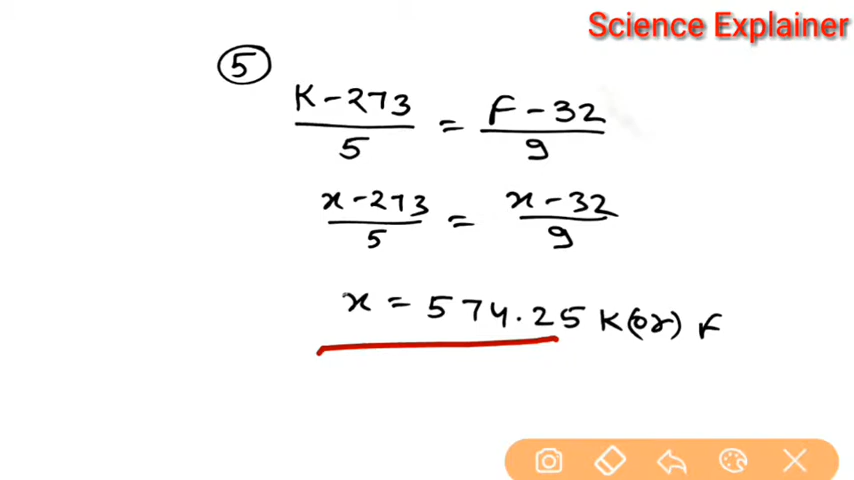 Science Explainer
5
K-273/5 = F-32/9
x-273/5 = x-32/9
x = 574.25 K(or) F